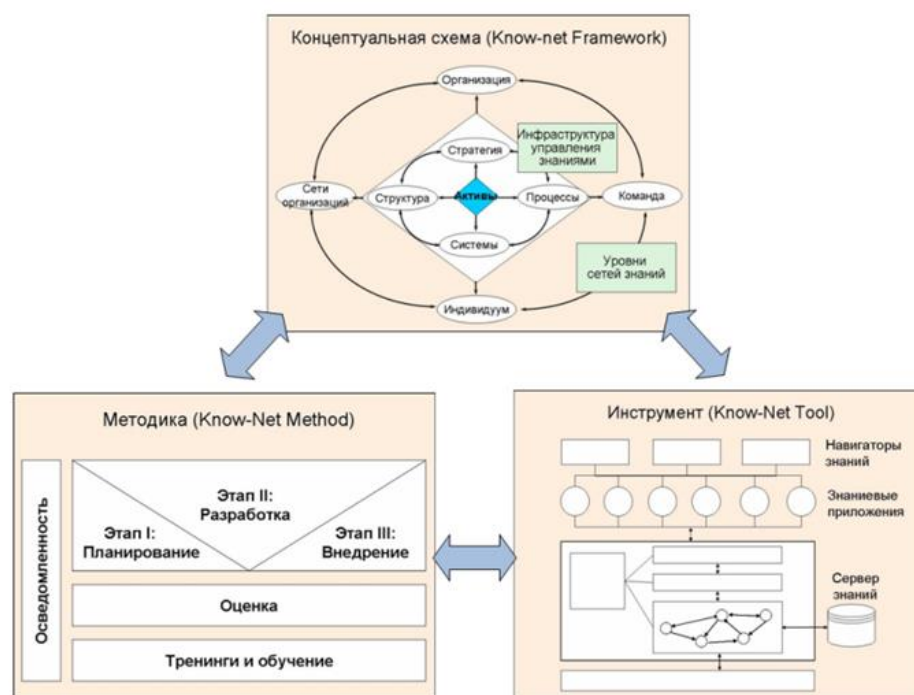 Концептуальная схема (Know-net Framework)
Организация
Инфраструктура
управления
знаниями
Стратегия
Сети
организаций
Структура
Активы
Процессы
Команда
Системы
Уровни
сетей знаний
Индивидуум
Методика (Know-Net Method)
Осведомленность
Этап II:
Разработка
Этап I:
Планирование
Этап III:
Внедрение
Оценка
Тренинги и обучение
Инструмент (Know-Net Tool)
Навигаторы
знаний
Знаниевые
приложения
Сервер
знаний